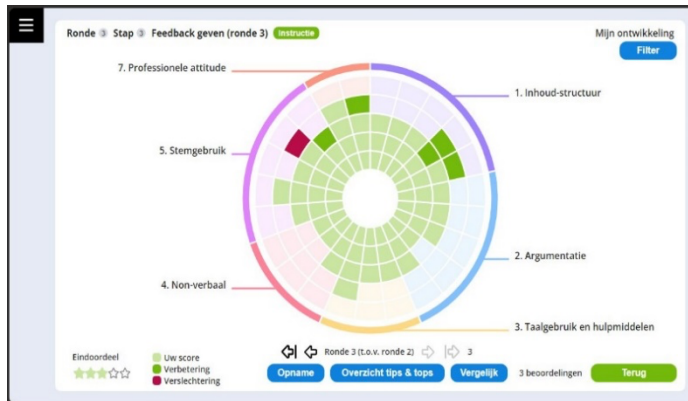 Ronde 3 Stap 3 Feedback geven (ronde 3) Instructie
Mijn ontwikkeling
Filter
7. Professionele attitude
1. Inhoud-structuur
5. Stemgebruik
2. Argumentatie
4. Non-verbaal
3. Taalgebruik en hulpmiddelen
Eindoordeel
Uw score
Verbetering
Verslechtering
Ronde 3 (t.o.v. ronde 2) 3
Opname Overzicht tips & tops Vergelijk 3 beoordelingen Terug